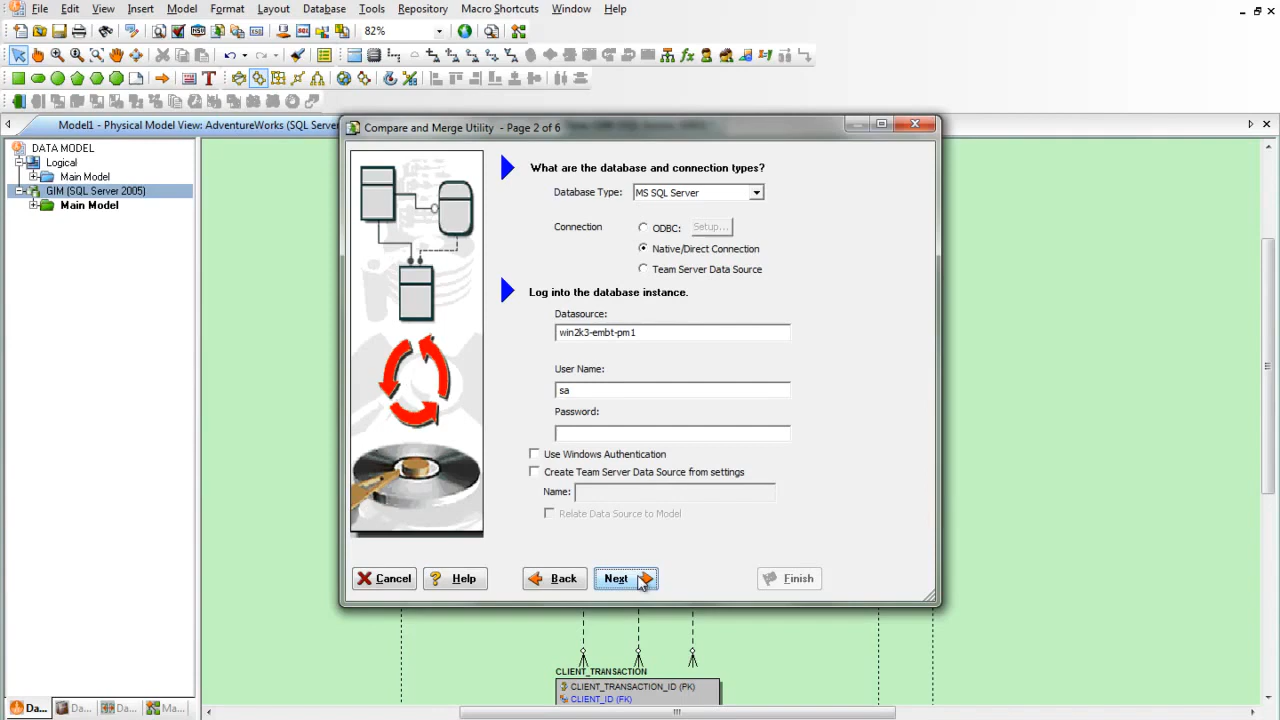 File Edit View Insert Model Format Layout Database Tools Repository Macro Shortcuts Window Help
82%
Model1 - Physical Model View: AdventureWorks (SQL Server
DATA MODEL
Logical
Main Model
GIM (SQL Server 2005)
Main Model
Compare and Merge Utility - Page 2 of 6
What are the database and connection types?
Database Type: MS SQL Server
Connection ODBC: Setup...
Native/Direct Connection
Team Server Data Source
Log into the database instance.
Datasource:
win2k3-embt-pm1
User Name:
sa
Password:
Use Windows Authentication
Create Team Server Data Source from settings
Name:
Relate Data Source to Model
Cancel ? Help Back Next Finish
CLIENT_TRANSACTION
CLIENT_TRANSACTION_ID (PK)
CLIENT_ID (FK)
Da... Da... Da... Ma...